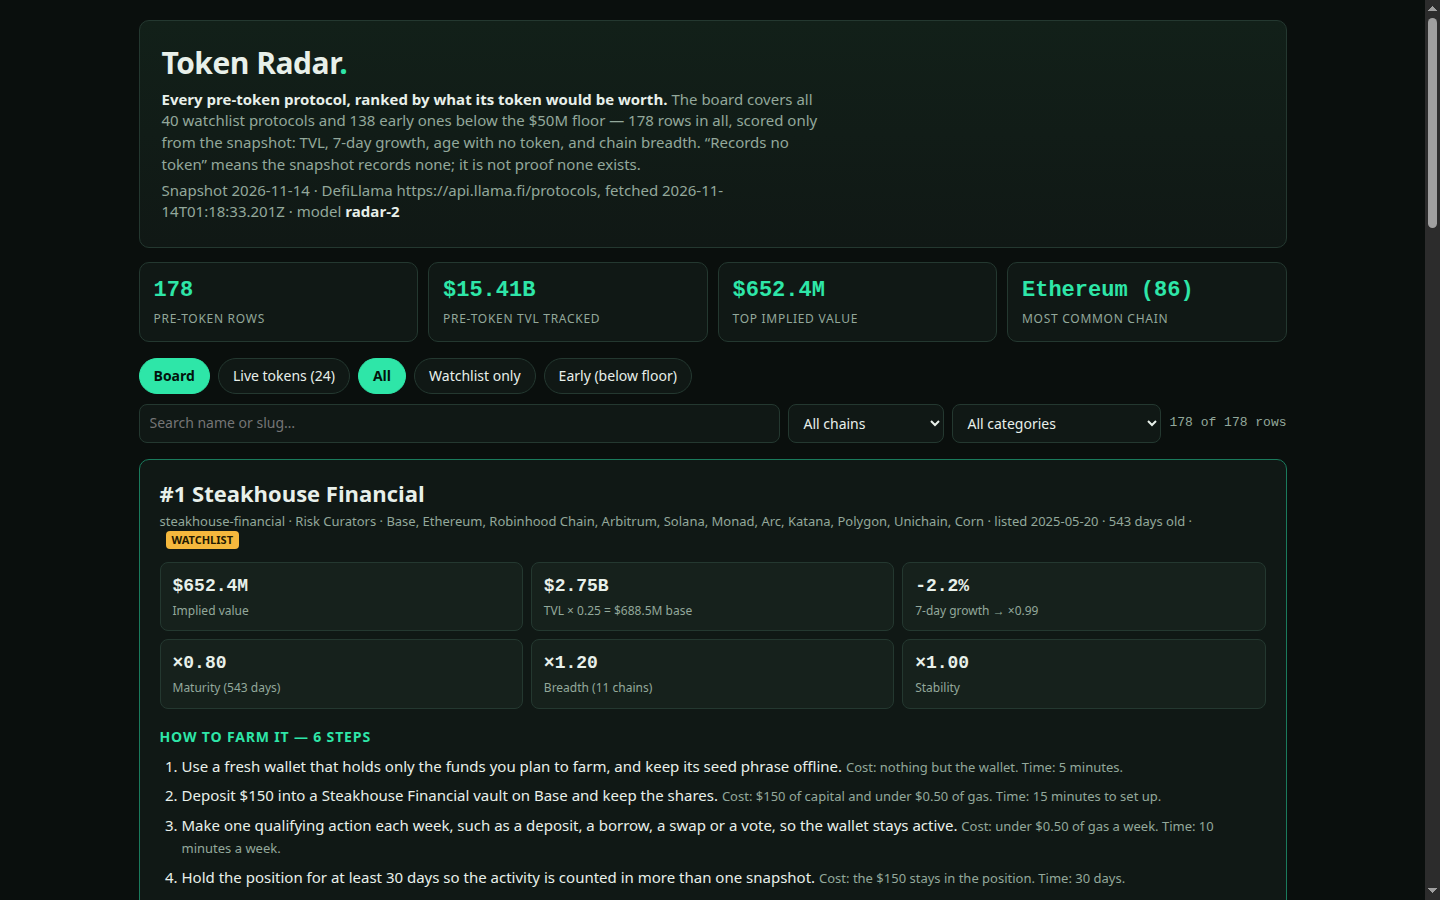 Token Radar.
Every pre-token protocol, ranked by what its token would be worth. The board covers all
40 watchlist protocols and 138 early ones below the $50M floor — 178 rows in all, scored only
from the snapshot: TVL, 7-day growth, age with no token, and chain breadth. “Records no
token” means the snapshot records none; it is not proof none exists.
Snapshot 2026-11-14 · DefiLlama https://api.llama.fi/protocols, fetched 2026-11-
14T01:18:33.201Z · model radar-2
178
PRE-TOKEN ROWS
$15.41B
PRE-TOKEN TVL TRACKED
$652.4M
TOP IMPLIED VALUE
Ethereum (86)
MOST COMMON CHAIN
Board
Live tokens (24)
All
Watchlist only
Early (below floor)
Search name or slug...
All chains
All categories
178 of 178 rows
#1 Steakhouse Financial
steakhouse-financial · Risk Curators · Base, Ethereum, Robinhood Chain, Arbitrum, Solana, Monad, Arc, Katana, Polygon, Unichain, Corn · listed 2025-05-20 · 543 days old ·
WATCHLIST
$652.4M
Implied value
$2.75B
TVL × 0.25 = $688.5M base
-2.2%
7-day growth → ×0.99
×0.80
Maturity (543 days)
×1.20
Breadth (11 chains)
×1.00
Stability
HOW TO FARM IT — 6 STEPS
1. Use a fresh wallet that holds only the funds you plan to farm, and keep its seed phrase offline. Cost: nothing but the wallet. Time: 5 minutes.
2. Deposit $150 into a Steakhouse Financial vault on Base and keep the shares. Cost: $150 of capital and under $0.50 of gas. Time: 15 minutes to set up.
3. Make one qualifying action each week, such as a deposit, a borrow, a swap or a vote, so the wallet stays active. Cost: under $0.50 of gas a week. Time: 10
minutes a week.
4. Hold the position for at least 30 days so the activity is counted in more than one snapshot. Cost: the $150 stays in the position. Time: 30 days.